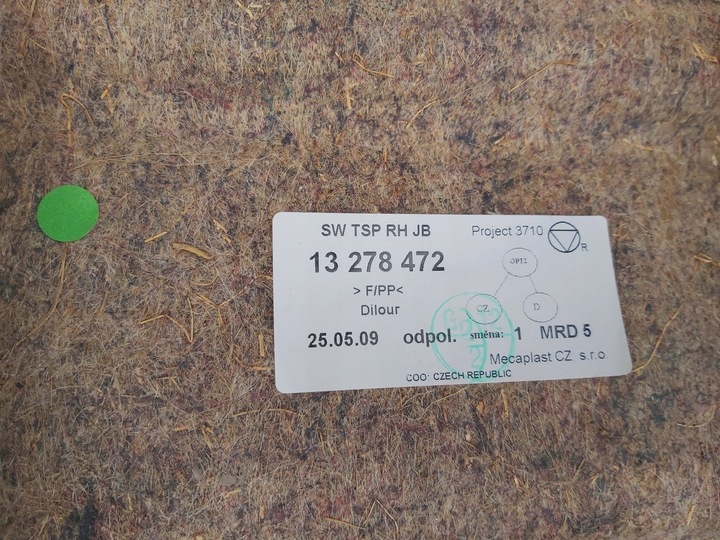 SW TSP RH JB Project 3710
R
13 278 472
> F/PP<
Dilour
CZ D
25.05.09 odpol. směna: 1 MRD 5
Mecaplast CZ s.r.o.
COO: CZECH REPUBLIC